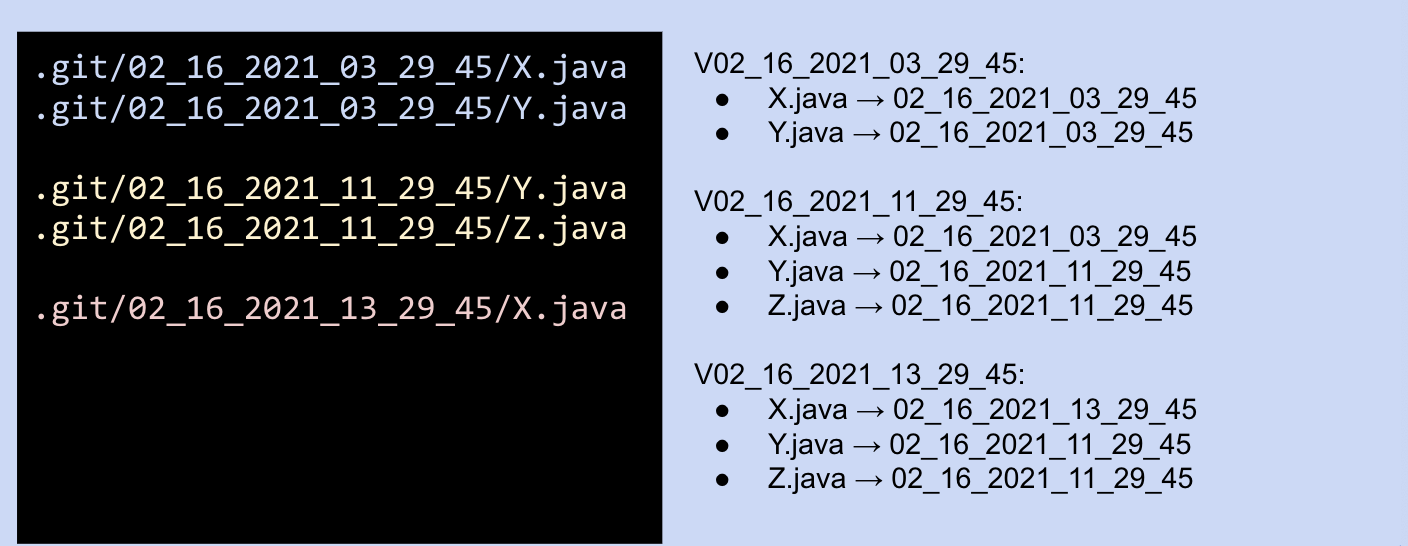 .git/02_16_2021_03_29_45/X.java
.git/02_16_2021_03_29_45/Y.java
.git/02_16_2021_11_29_45/Y.java
.git/02_16_2021_11_29_45/Z.java
.git/02_16_2021_13_29_45/X.java
V02_16_2021_03_29_45:
● X.java → 02_16_2021_03_29_45
● Y.java → 02_16_2021_03_29_45
V02_16_2021_11_29_45:
● X.java → 02_16_2021_03_29_45
● Y.java → 02_16_2021_11_29_45
● Z.java → 02_16_2021_11_29_45
V02_16_2021_13_29_45:
● X.java → 02_16_2021_13_29_45
● Y.java → 02_16_2021_11_29_45
● Z.java → 02_16_2021_11_29_45